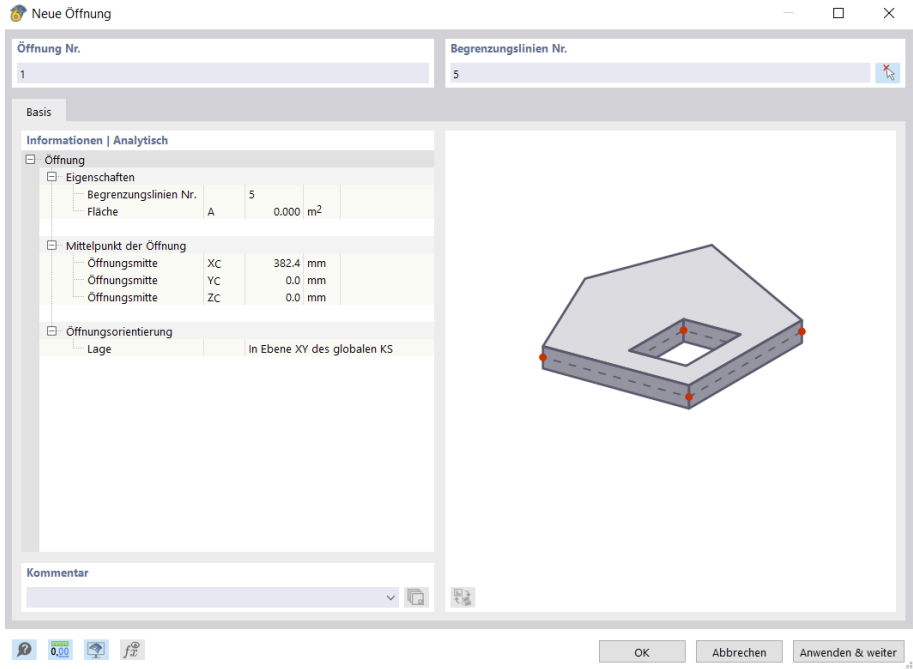 Neue Öffnung
Öffnung Nr.
1
Begrenzungslinien Nr.
5
Basis
Informationen | Analytisch
Öffnung
Eigenschaften
Begrenzungslinien Nr. 5
Fläche A 0.000 m²
Mittelpunkt der Öffnung
Öffnungsmitte XC 382.4 mm
Öffnungsmitte YC 0.0 mm
Öffnungsmitte ZC 0.0 mm
Öffnungsorientierung
Lage In Ebene XY des globalen KS
Kommentar
? 0,00 fx
OK Abbrechen Anwenden & weiter